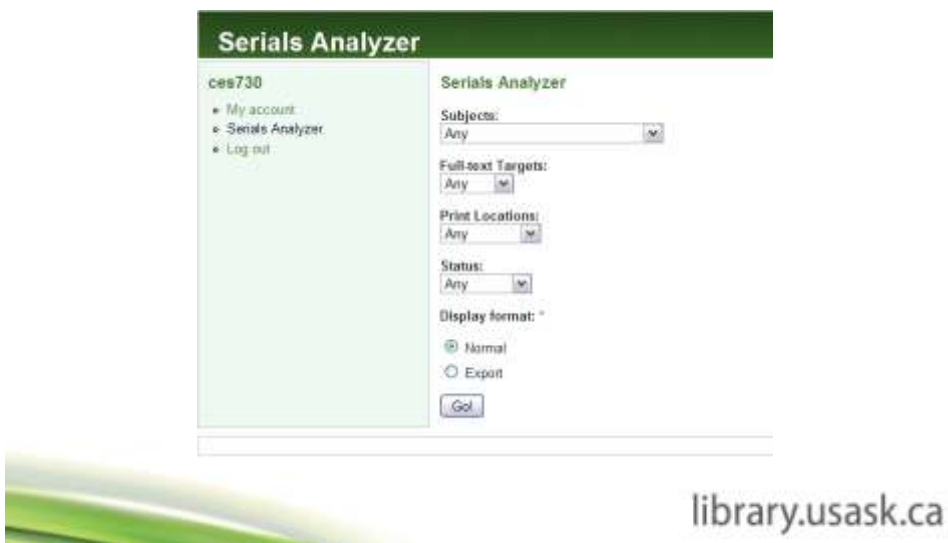 Serials Analyzer
ces730
My account
Serials Analyzer
Log out
Serials Analyzer
Subjects:
Any
Full-text Targets:
Any
Print Locations:
Any
Status:
Any
Display format: *
Normal
Export
Go!
library.usask.ca